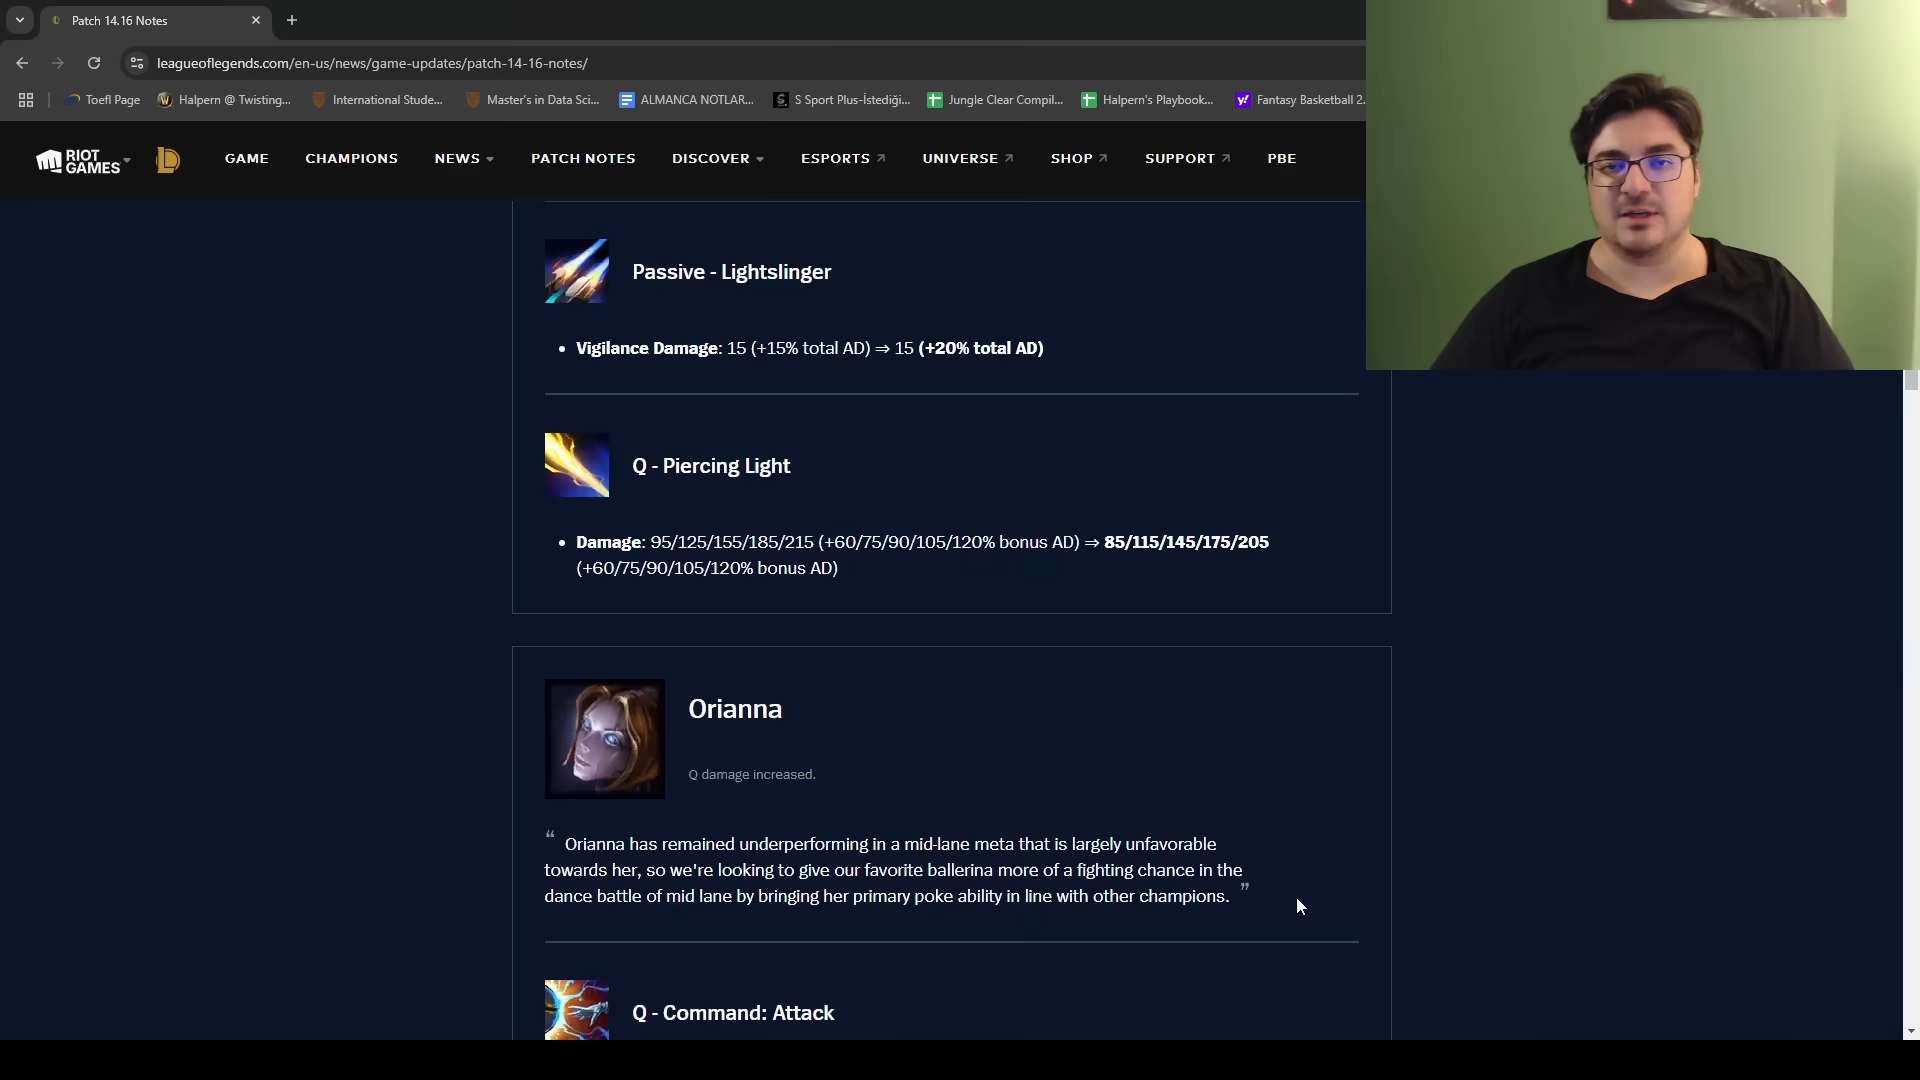 Patch 14.16 Notes
leagueoflegends.com/en-us/news/game-updates/patch-14-16-notes/
Toefl Page
Halpern @ Twisting...
International Stude...
Master's in Data Sci...
ALMANCA NOTLAR...
S Sport Plus-İstediği...
Jungle Clear Compil...
Halpern's Playbook...
Fantasy Basketball 2.
RIOT GAMES
GAME
CHAMPIONS
NEWS
PATCH NOTES
DISCOVER
ESPORTS
UNIVERSE
SHOP
SUPPORT
PBE
Passive - Lightslinger
• Vigilance Damage: 15 (+15% total AD) ⇒ 15 (+20% total AD)
Q - Piercing Light
• Damage: 95/125/155/185/215 (+60/75/90/105/120% bonus AD) ⇒ 85/115/145/175/205
(+60/75/90/105/120% bonus AD)
Orianna
Q damage increased.
“ Orianna has remained underperforming in a mid-lane meta that is largely unfavorable
towards her, so we're looking to give our favorite ballerina more of a fighting chance in the
dance battle of mid lane by bringing her primary poke ability in line with other champions. ”
Q - Command: Attack